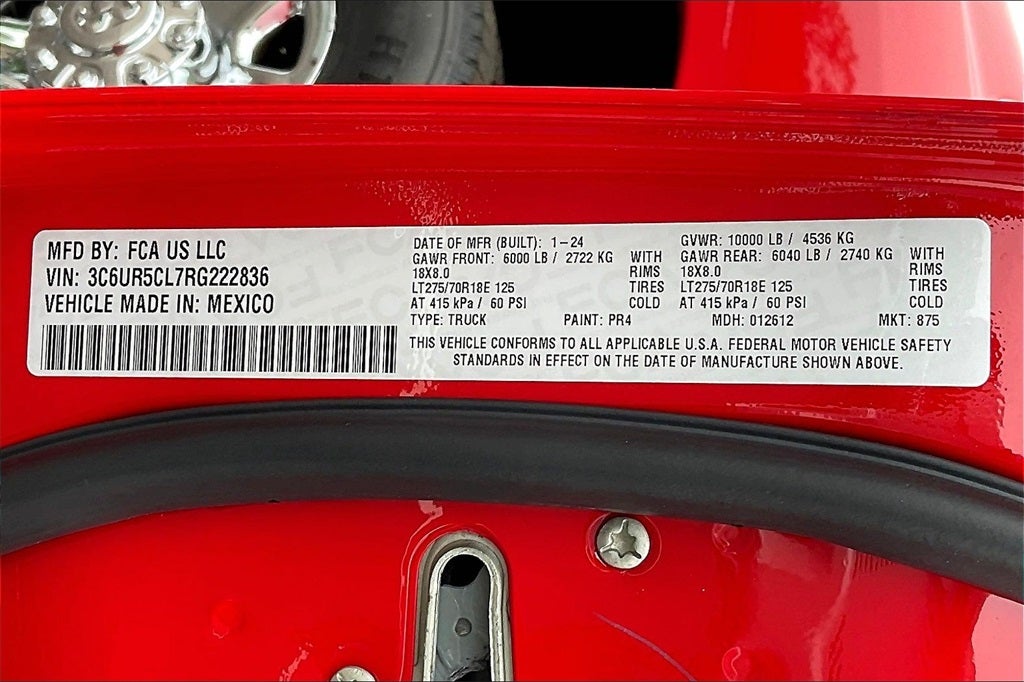 MFD BY: FCA US LLC
VIN: 3C6UR5CL7RG222836
VEHICLE MADE IN: MEXICO
DATE OF MFR (BUILT): 1-24
GAWR FRONT: 6000 LB / 2722 KG WITH
18X8.0 RIMS
LT275/70R18E 125 TIRES
AT 415 kPa / 60 PSI COLD
GVWR: 10000 LB / 4536 KG
GAWR REAR: 6040 LB / 2740 KG WITH
18X8.0 RIMS
LT275/70R18E 125 TIRES
AT 415 kPa / 60 PSI COLD
TYPE: TRUCK PAINT: PR4 MDH: 012612 MKT: 875
THIS VEHICLE CONFORMS TO ALL APPLICABLE U.S.A. FEDERAL MOTOR VEHICLE SAFETY
STANDARDS IN EFFECT ON THE DATE OF MANUFACTURE SHOWN ABOVE.